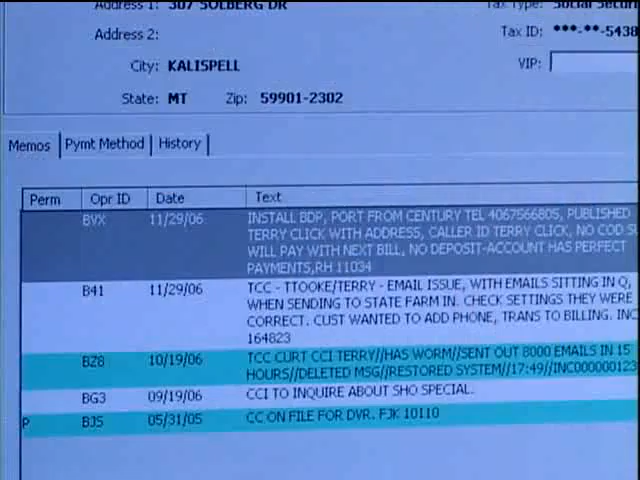 Address 1: 307 SOLBERG DR
Tax Type: Social Securi
Address 2:
Tax ID: ***-**-5438
City: KALISPELL
VIP:
State: MT Zip: 59901-2302
Memos Pymt Method History
Perm Opr ID Date Text
BVX 11/29/06 INSTALL BDP, PORT FROM CENTURY TEL 4067566805, PUBLISHED
TERRY CLICK WITH ADDRESS, CALLER ID TERRY CLICK, NO COD SU
WILL PAY WITH NEXT BILL, NO DEPOSIT-ACCOUNT HAS PERFECT
PAYMENTS,RH 11034
B41 11/29/06 TCC - TTOOKE/TERRY - EMAIL ISSUE, WITH EMAILS SITTING IN Q,
WHEN SENDING TO STATE FARM IN. CHECK SETTINGS THEY WERE
CORRECT. CUST WANTED TO ADD PHONE, TRANS TO BILLING. INC
164823
BZ8 10/19/06 TCC CURT CCI TERRY//HAS WORM//SENT OUT 8000 EMAILS IN 15
HOURS//DELETED MSG//RESTORED SYSTEM//17:49//INC000000123
BG3 09/19/06 CCI TO INQUIRE ABOUT SHO SPECIAL.
P BJ5 05/31/05 CC ON FILE FOR DVR. FJK 10110